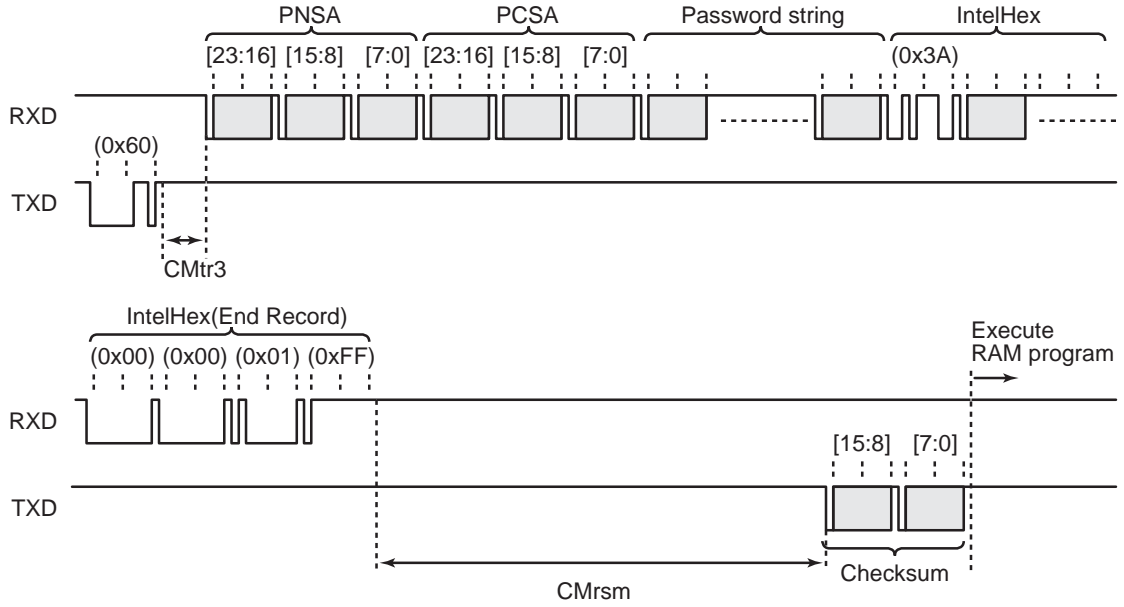 PNSA PCSA Password string IntelHex
[23:16] [15:8] [7:0] [23:16] [15:8] [7:0] (0x3A)
RXD
(0x60)
TXD
CMtr3
IntelHex(End Record)
(0x00) (0x00) (0x01) (0xFF)
Execute
RAM program
RXD
[15:8] [7:0]
TXD
Checksum
CMrsm